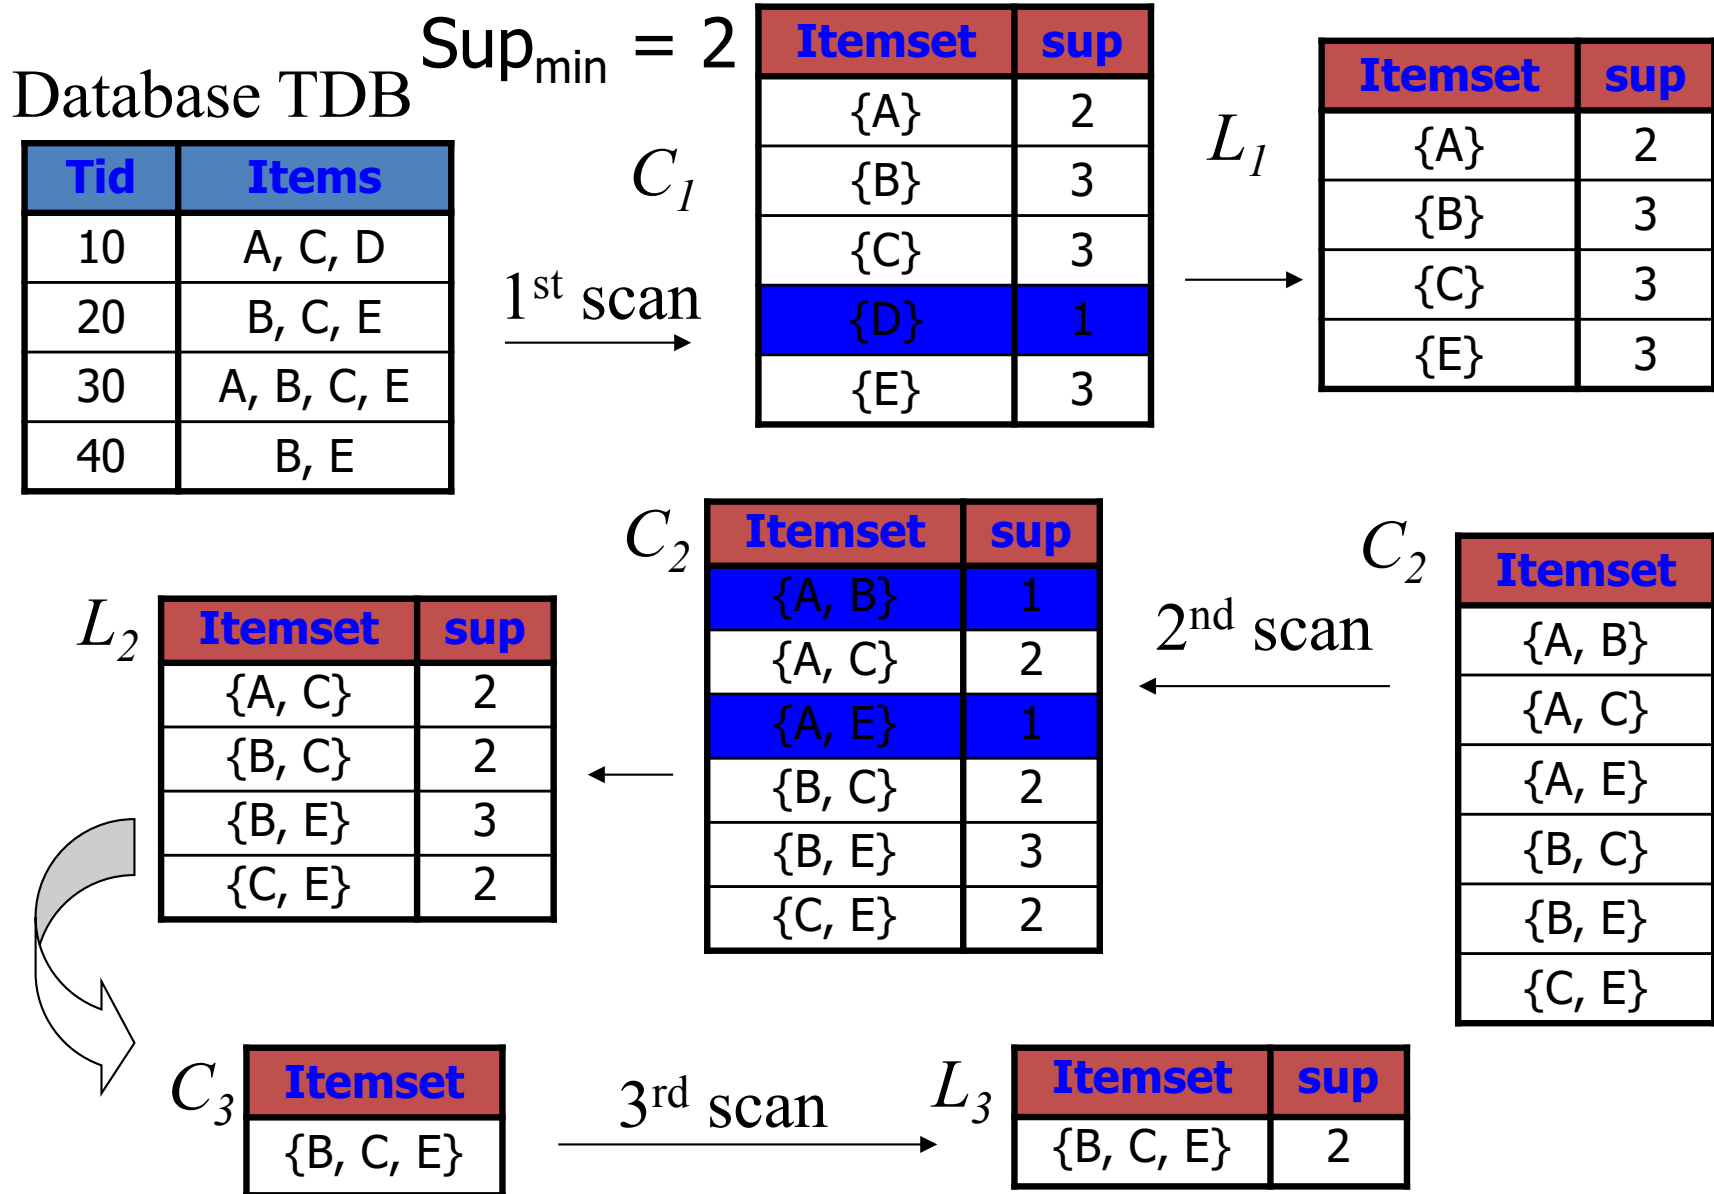 Sup_min = 2
Database TDB
Tid Items
10 A, C, D
20 B, C, E
30 A, B, C, E
40 B, E
1st scan
C1
Itemset sup
{A} 2
{B} 3
{C} 3
{D} 1
{E} 3
L1
Itemset sup
{A} 2
{B} 3
{C} 3
{E} 3
C2
Itemset
{A, B}
{A, C}
{A, E}
{B, C}
{B, E}
{C, E}
2nd scan
C2
Itemset sup
{A, B} 1
{A, C} 2
{A, E} 1
{B, C} 2
{B, E} 3
{C, E} 2
L2
Itemset sup
{A, C} 2
{B, C} 2
{B, E} 3
{C, E} 2
C3
Itemset
{B, C, E}
3rd scan
L3
Itemset sup
{B, C, E} 2